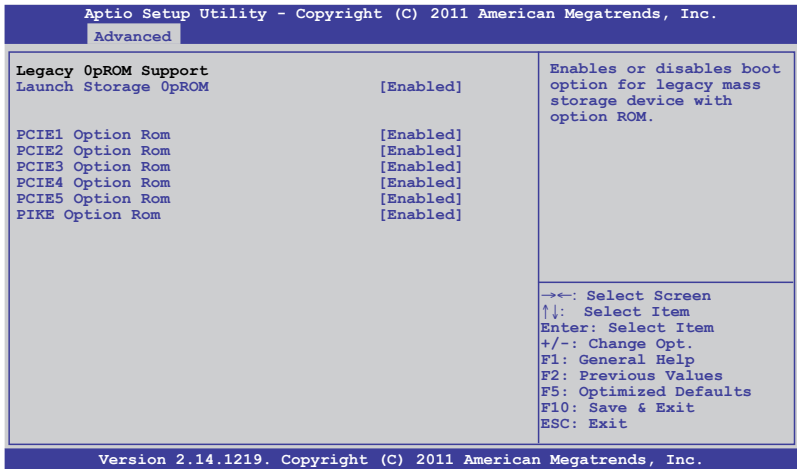 Aptio Setup Utility - Copyright (C) 2011 American Megatrends, Inc.
Advanced
Legacy 0pROM Support
Launch Storage 0pROM [Enabled]
PCIE1 Option Rom [Enabled]
PCIE2 Option Rom [Enabled]
PCIE3 Option Rom [Enabled]
PCIE4 Option Rom [Enabled]
PCIE5 Option Rom [Enabled]
PIKE Option Rom [Enabled]
Enables or disables boot
option for legacy mass
storage device with
option ROM.
→←: Select Screen
↑↓: Select Item
Enter: Select Item
+/-: Change Opt.
F1: General Help
F2: Previous Values
F5: Optimized Defaults
F10: Save & Exit
ESC: Exit
Version 2.14.1219. Copyright (C) 2011 American Megatrends, Inc.